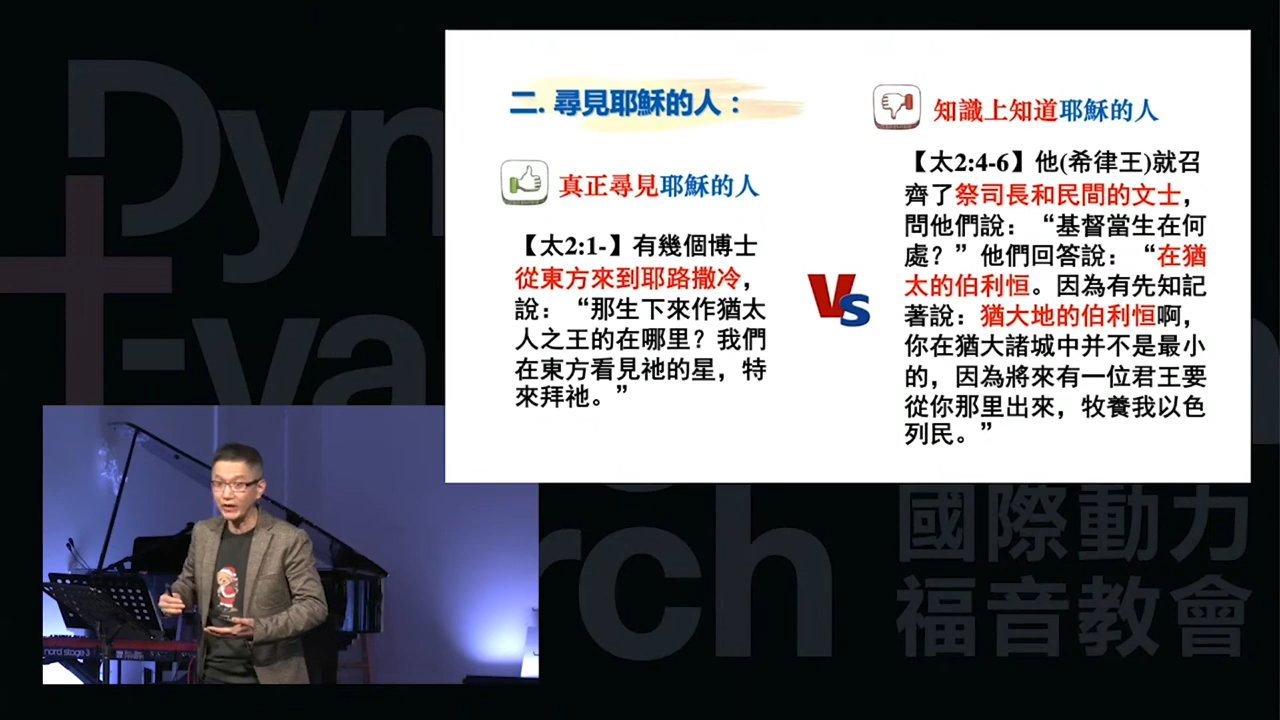 二. 尋見耶穌的人：
真正尋見耶穌的人
【太2:1-】有幾個博士
從東方來到耶路撒冷，
說：“那生下來作猶太
人之王的在哪里？我們
在東方看見祂的星，特
來拜祂。”
VS
知識上知道耶穌的人
【太2:4-6】他(希律王)就召
齊了祭司長和民間的文士，
問他們說：“基督當生在何
處？”他們回答說：“在猶
太的伯利恒。因為有先知記
著說：猶大地的伯利恒啊，
你在猶大諸城中并不是最小
的，因為將來有一位君王要
從你那里出來，牧養我以色
列民。”
nord stage 3
國際動力
福音教會